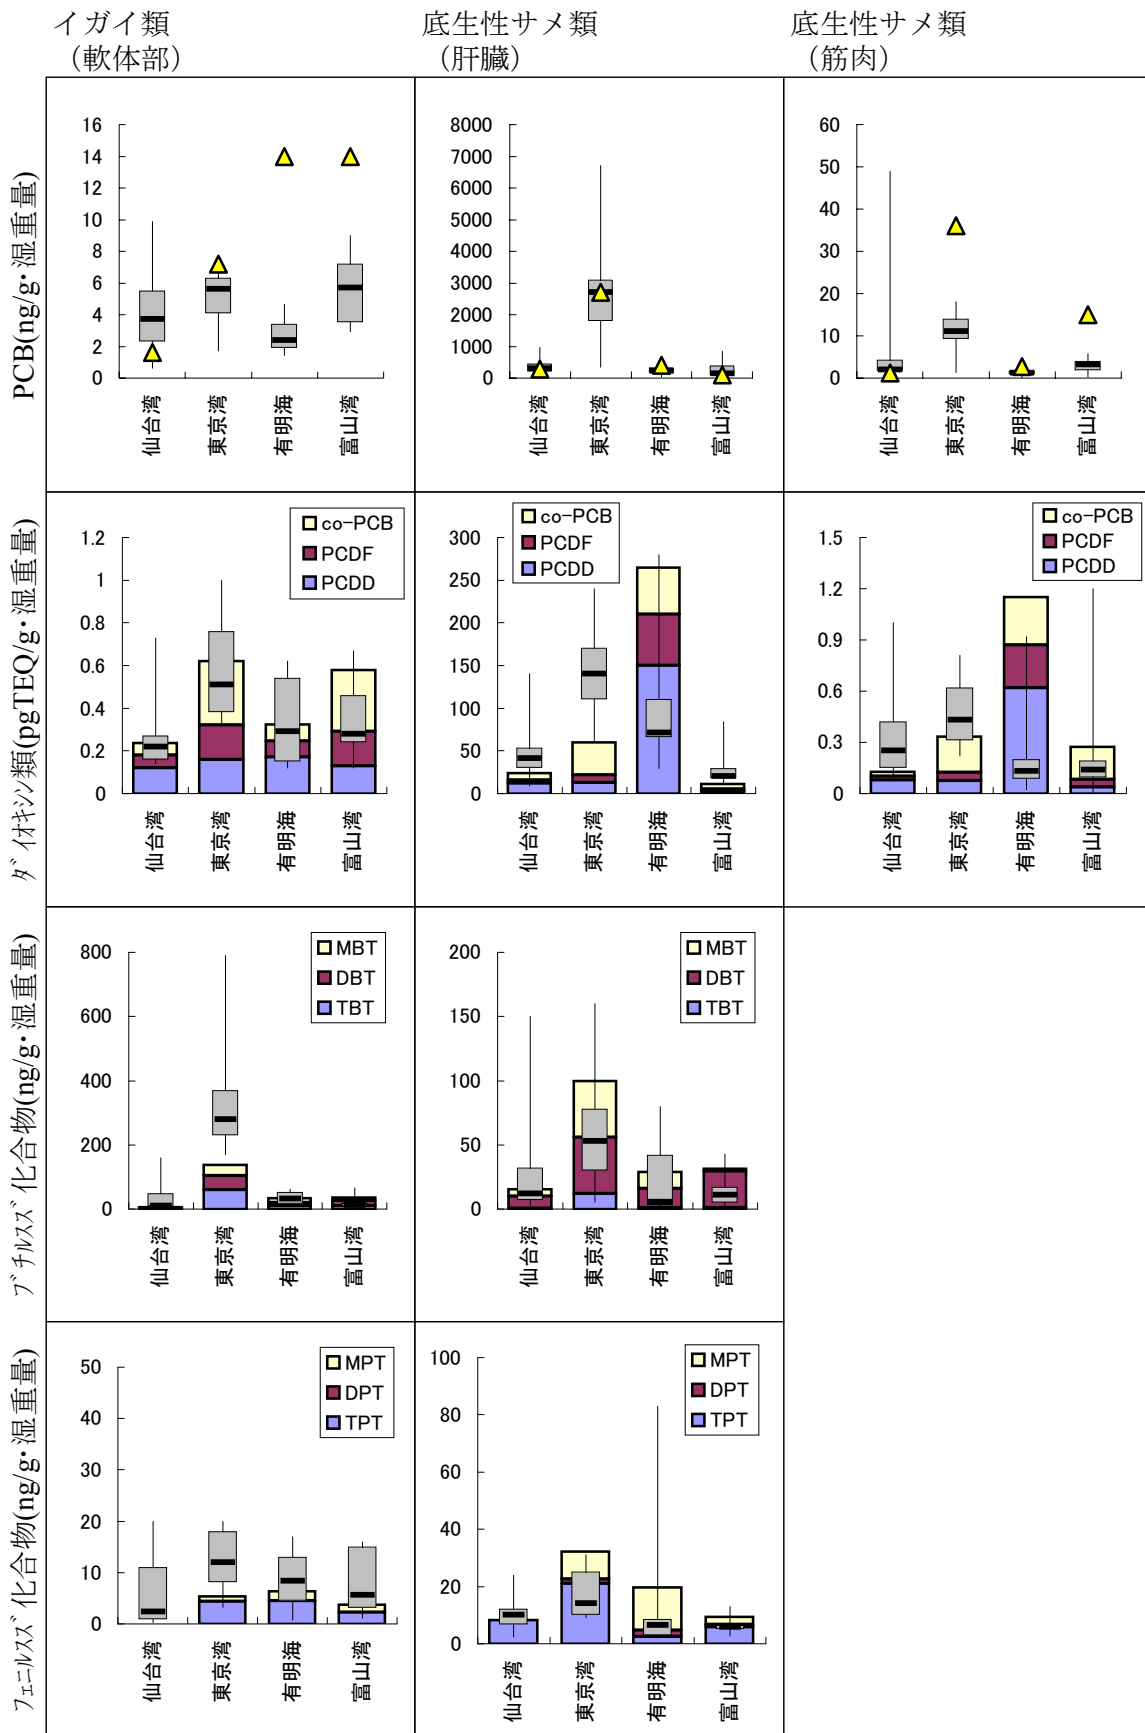 イガイ類
(軟体部)
底生性サメ類
(肝臓)
底生性サメ類
(筋肉)
PCB(ng/g・湿重量)
16
14
12
10
8
6
4
2
0
仙台湾
東京湾
有明海
富山湾
8000
7000
6000
5000
4000
3000
2000
1000
0
仙台湾
東京湾
有明海
富山湾
60
50
40
30
20
10
0
仙台湾
東京湾
有明海
富山湾
ダイオキシン類(pgTEQ/g・湿重量)
co-PCB
PCDF
PCDD
1.2
1
0.8
0.6
0.4
0.2
0
仙台湾
東京湾
有明海
富山湾
co-PCB
PCDF
PCDD
300
250
200
150
100
50
0
仙台湾
東京湾
有明海
富山湾
co-PCB
PCDF
PCDD
1.5
1.2
0.9
0.6
0.3
0
仙台湾
東京湾
有明海
富山湾
ブチルスズ化合物(ng/g・湿重量)
MBT
DBT
TBT
800
600
400
200
0
仙台湾
東京湾
有明海
富山湾
MBT
DBT
TBT
200
150
100
50
0
仙台湾
東京湾
有明海
富山湾
フェニルスズ化合物(ng/g・湿重量)
MPT
DPT
TPT
50
40
30
20
10
0
仙台湾
東京湾
有明海
富山湾
MPT
DPT
TPT
100
80
60
40
20
0
仙台湾
東京湾
有明海
富山湾